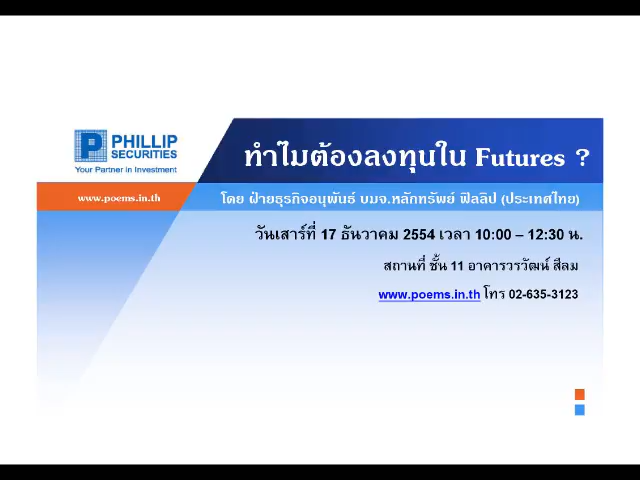 PHILLIP
SECURITIES
Your Partner in Investment
ทำไมต้องลงทุนใน Futures ?
www.poems.in.th
โดย ฝ่ายธุรกิจอนุพันธ์ บมจ.หลักทรัพย์ ฟิลลิป (ประเทศไทย)
วันเสาร์ที่ 17 ธันวาคม 2554 เวลา 10:00 – 12:30 น.
สถานที่ ชั้น 11 อาคารวรวัฒน์ สีลม
www.poems.in.th โทร 02-635-3123